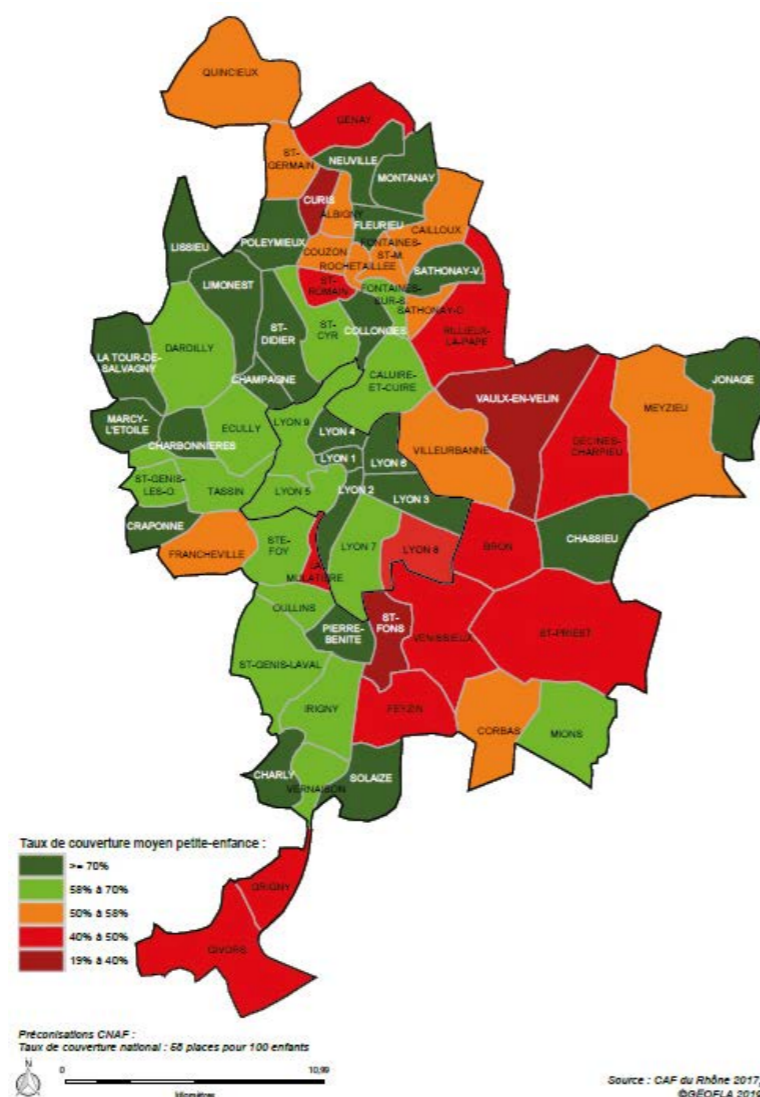 QUINCIEUX
GENAY
ST-
GERMAIN
NEUVILLE
MONTANAY
CURIS
ALBIGNY
FLEURIEU
CAILLOUX
LISSIEU
POLEYMIEUX
COUZON
FONTAINES-
ST-M.
ROCHETAILLEE
SATHONAY-V.
LIMONEST
ST-
ROMAIN
FONTAINES-
SUR-S.
SATHONAY-C.
RILLIEUX-
LA-PAPE
DARDILLY
ST-
DIDIER
ST-
CYR
COLLONGES
LA TOUR-DE-
SALVAGNY
CHAMPAGNE
CALUIRE-
ET-CUIRE
VAULX-EN-VELIN
JONAGE
MEYZIEU
MARCY-
L'ETOILE
CHARBONNIERES
ECULLY
LYON 9
LYON 4
LYON 1
LYON 6
VILLEURBANNE
DECINES-
CHARPIEU
ST-GENIS-
LES-O.
TASSIN
LYON 5
LYON 2
LYON 3
CRAPONNE
FRANCHEVILLE
STE-
FOY
LA
MULATIERE
LYON 7
LYON 8
BRON
CHASSIEU
OULLINS
PIERRE-
BENITE
ST-
FONS
VENISSIEUX
ST-PRIEST
ST-GENIS-LAVAL
IRIGNY
FEYZIN
CORBAS
MIONS
CHARLY
VERNAISON
SOLAIZE
Taux de couverture moyen petite-enfance :
>= 70%
58% à 70%
50% à 58%
40% à 50%
19% à 40%
GRIGNY
GIVORS
Préconisations CNAF :
Taux de couverture national : 58 places pour 100 enfants
N
0
10,99
kilomètres
Source : CAF du Rhône 2017,
©GEOFLA 2019